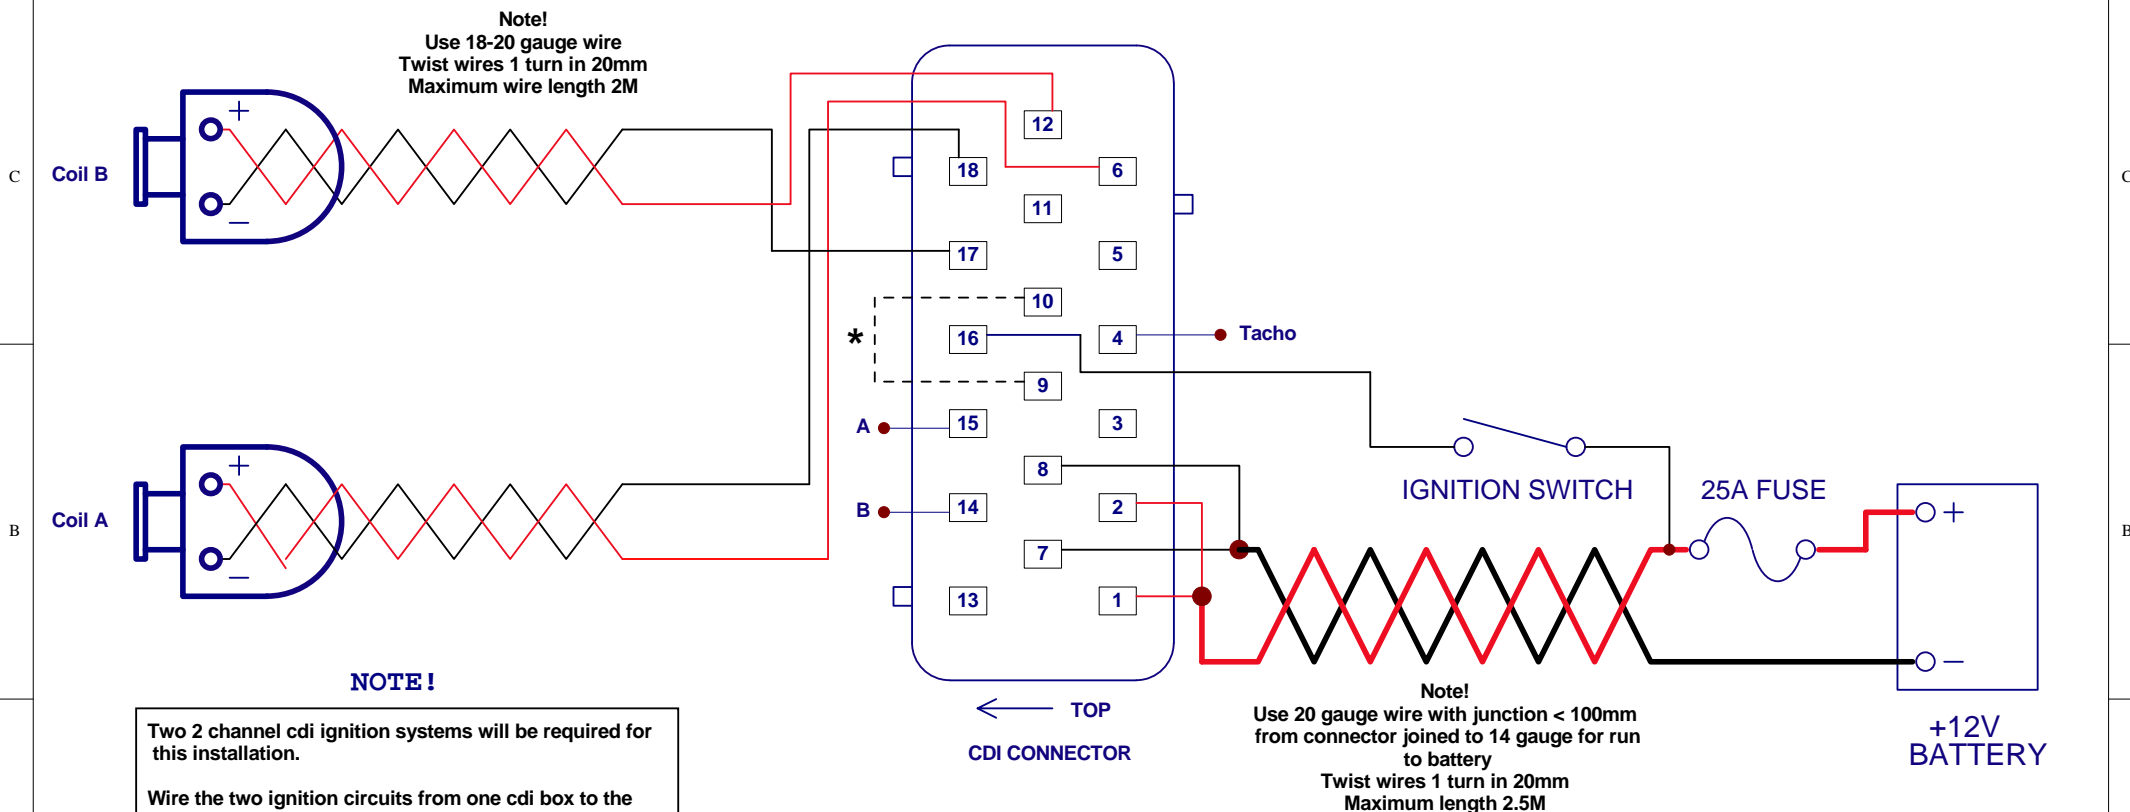 Note!
Use 18-20 gauge wire
Twist wires 1 turn in 20mm
Maximum wire length 2M
12
18
6
C
Coil B
+
−
11
C
17
5
10
*
16
4
Tacho
9
A
15
3
8
IGNITION SWITCH
25A FUSE
B
Coil A
+
−
B
14
2
+
B
7
13
1
−
NOTE!
TOP
CDI CONNECTOR
Note!
Use 20 gauge wire with junction < 100mm
from connector joined to 14 gauge for run
to battery
Twist wires 1 turn in 20mm
Maximum length 2.5M
+12V
BATTERY
Two 2 channel cdi ignition systems will be required for
this installation.
Wire the two ignition circuits from one cdi box to the